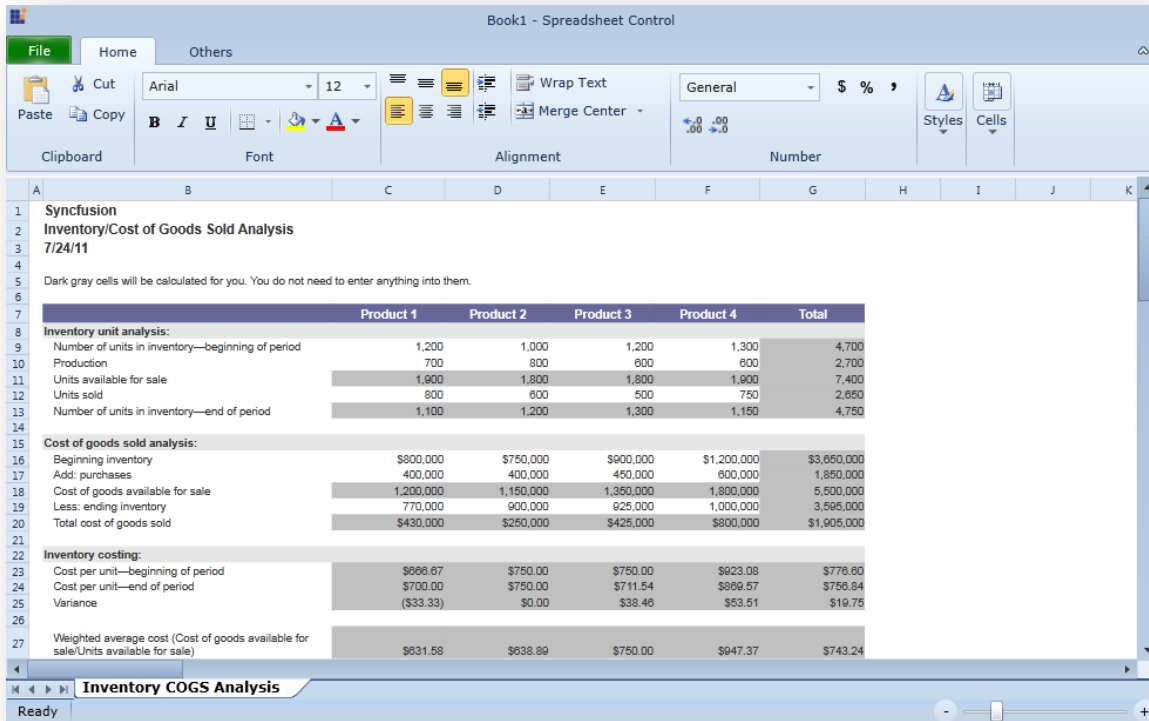 Book1 - Spreadsheet Control
File Home Others
Cut Arial 12 Wrap Text General $ % ,
Paste Copy B I U A Merge Center .00 .00 Styles Cells
Clipboard Font Alignment Number
A B C D E F G H I J K
1 Syncfusion
2 Inventory/Cost of Goods Sold Analysis
3 7/24/11
4
5 Dark gray cells will be calculated for you. You do not need to enter anything into them.
6
7 Product 1 Product 2 Product 3 Product 4 Total
8 Inventory unit analysis:
9 Number of units in inventory—beginning of period 1,200 1,000 1,200 1,300 4,700
10 Production 700 800 600 600 2,700
11 Units available for sale 1,900 1,800 1,800 1,900 7,400
12 Units sold 800 600 500 750 2,650
13 Number of units in inventory—end of period 1,100 1,200 1,300 1,150 4,750
14
15 Cost of goods sold analysis:
16 Beginning inventory $800,000 $750,000 $900,000 $1,200,000 $3,650,000
17 Add: purchases 400,000 400,000 450,000 600,000 1,850,000
18 Cost of goods available for sale 1,200,000 1,150,000 1,350,000 1,800,000 5,500,000
19 Less: ending inventory 770,000 900,000 925,000 1,000,000 3,595,000
20 Total cost of goods sold $430,000 $250,000 $425,000 $800,000 $1,905,000
21
22 Inventory costing:
23 Cost per unit—beginning of period $666.67 $750.00 $750.00 $923.08 $776.60
24 Cost per unit—end of period $700.00 $750.00 $711.54 $869.57 $756.84
25 Variance ($33.33) $0.00 $38.46 $53.51 $19.75
26
27 Weighted average cost (Cost of goods available for
sale/Units available for sale) $631.58 $638.89 $750.00 $947.37 $743.24
Inventory COGS Analysis
Ready - +